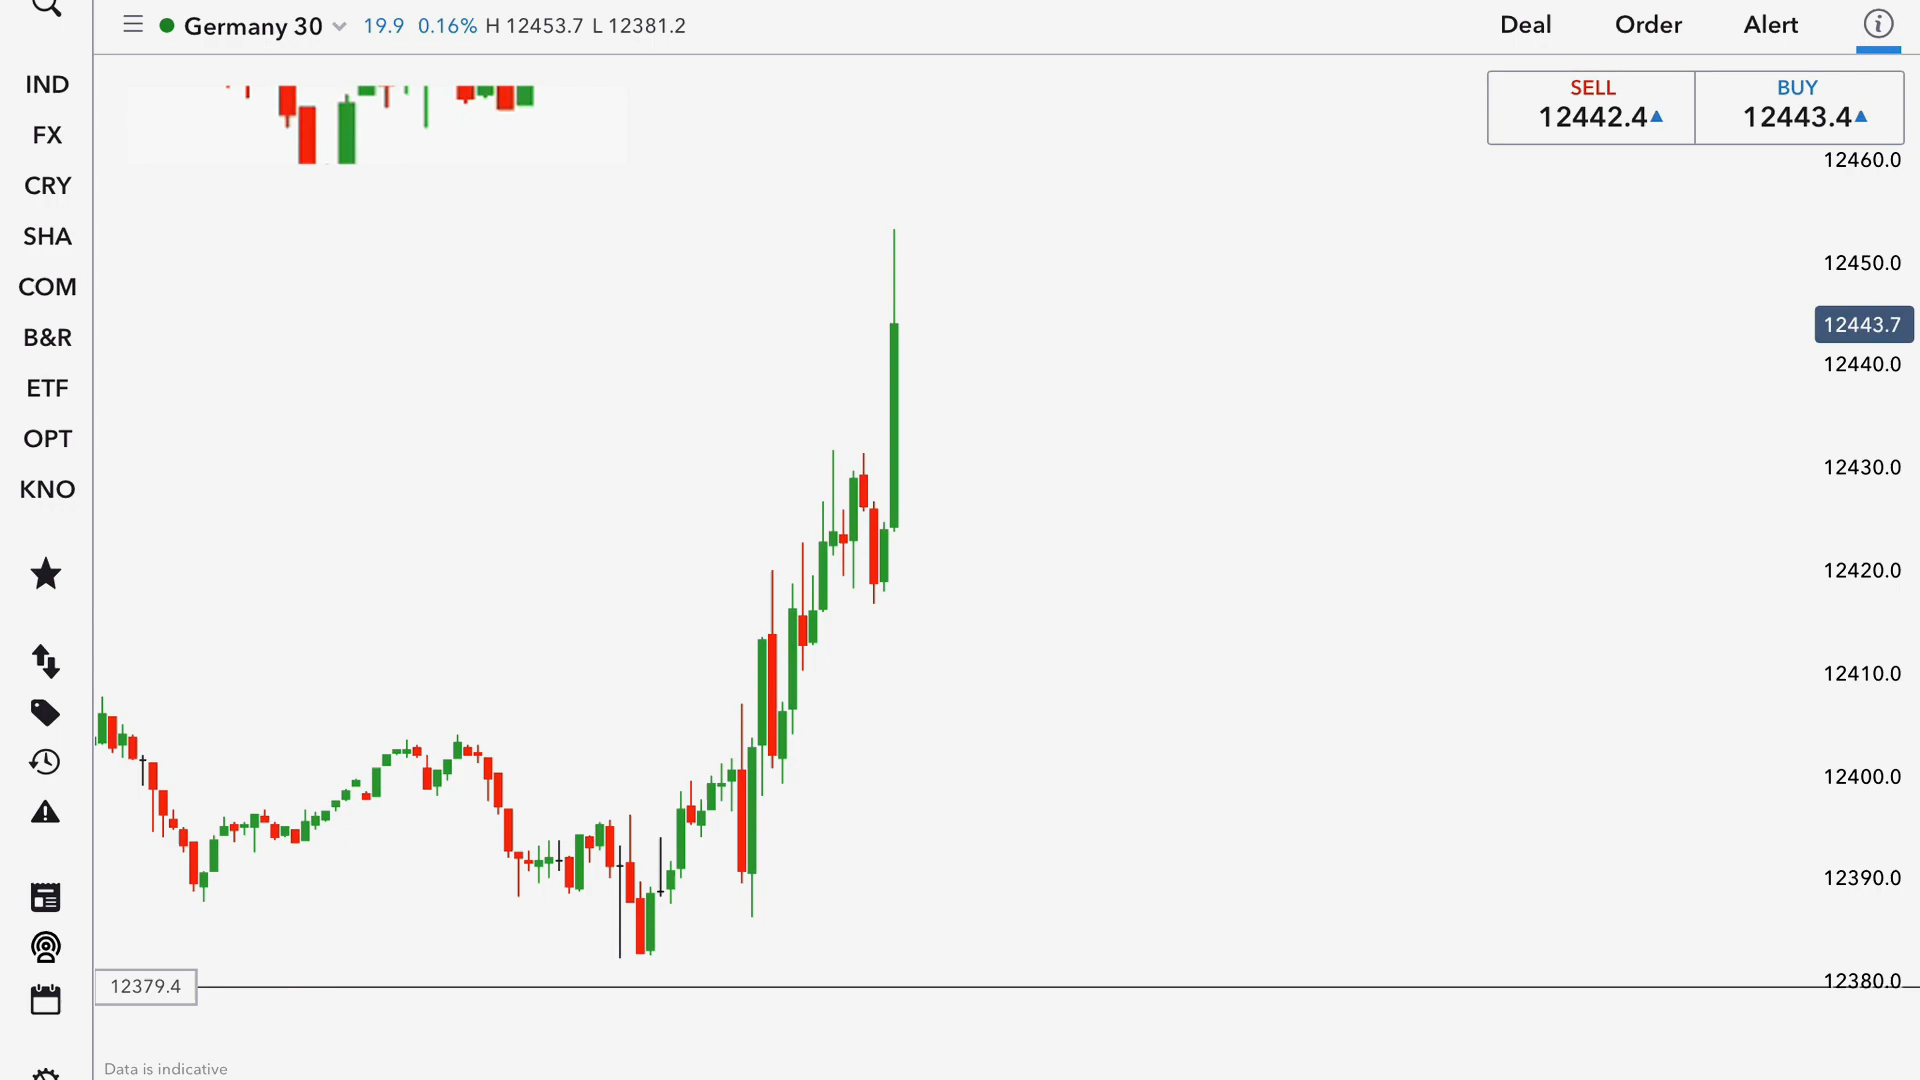 Germany 30 19.9 0.16% H 12453.7 L 12381.2
Deal Order Alert
IND
FX
CRY
SHA
COM
B&R
ETF
OPT
KNO
SELL
12442.4
BUY
12443.4
12460.0
12450.0
12443.7
12440.0
12430.0
12420.0
12410.0
12400.0
12390.0
12380.0
12379.4
Data is indicative